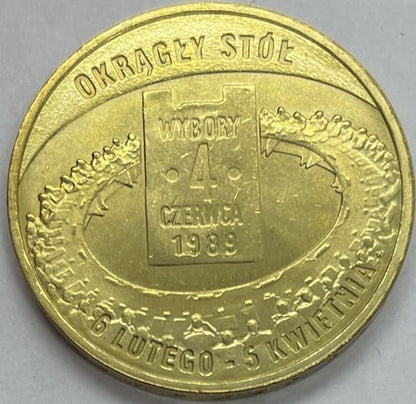 OKRĄGŁY STÓŁ
WYBORY
· 4 ·
CZERWCA
1989
6 LUTEGO - 5 KWIETNIA